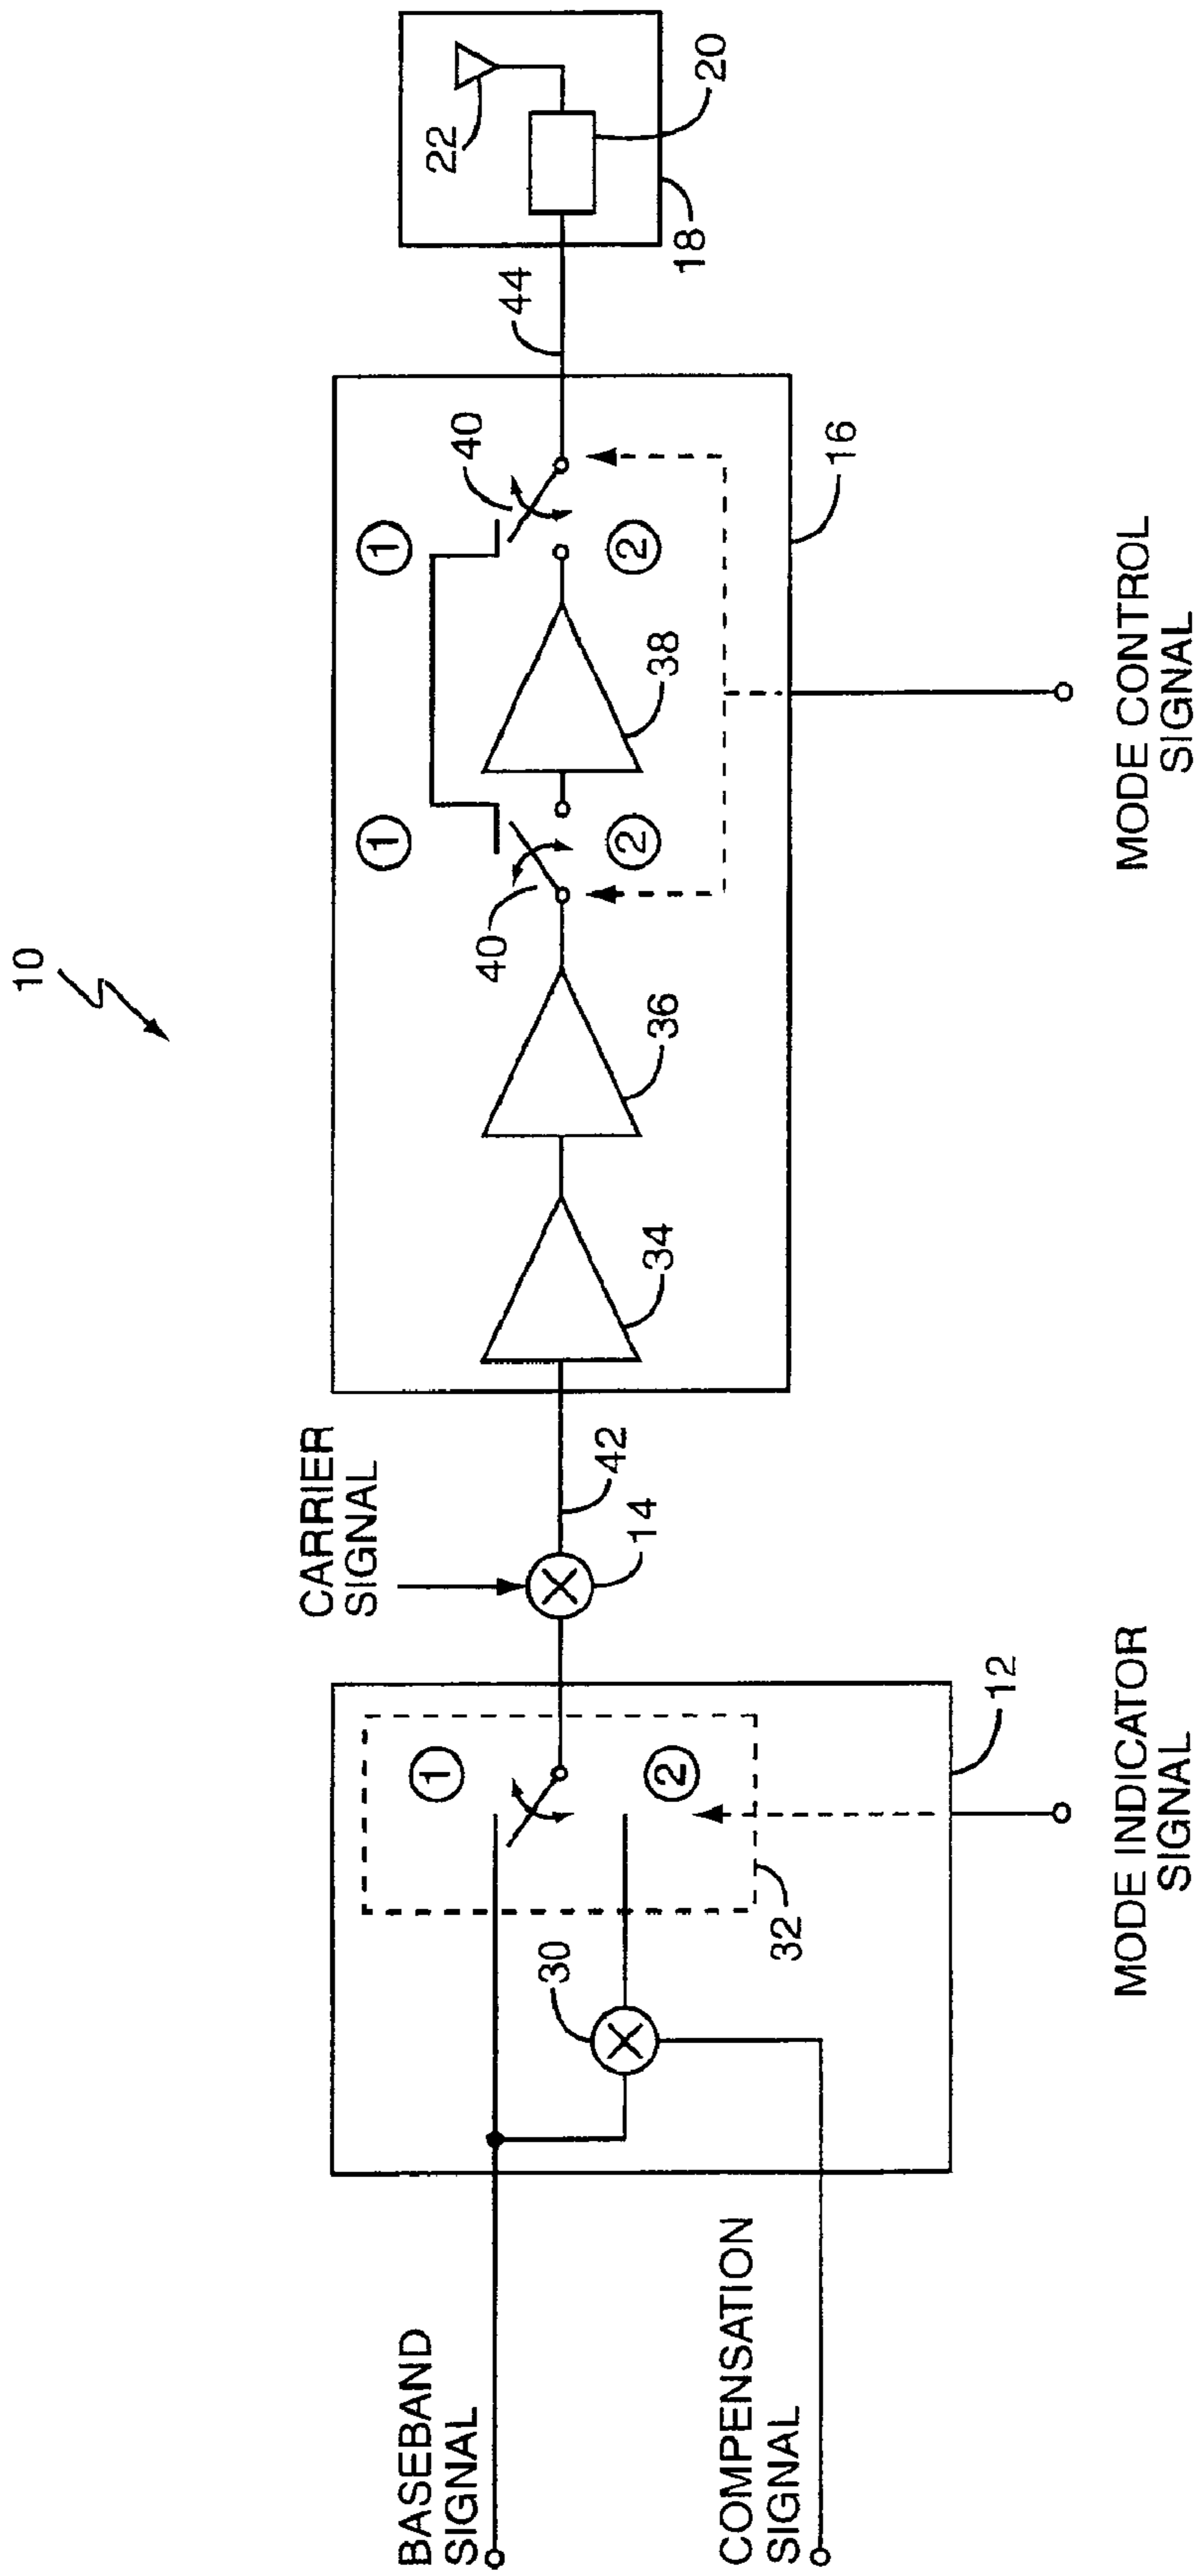 10
BASEBAND
SIGNAL
COMPENSATION
SIGNAL
30
32
①
②
12
MODE INDICATOR
SIGNAL
CARRIER
SIGNAL
14
42
34
36
38
40
40
①
①
②
②
16
MODE CONTROL
SIGNAL
44
18
20
22